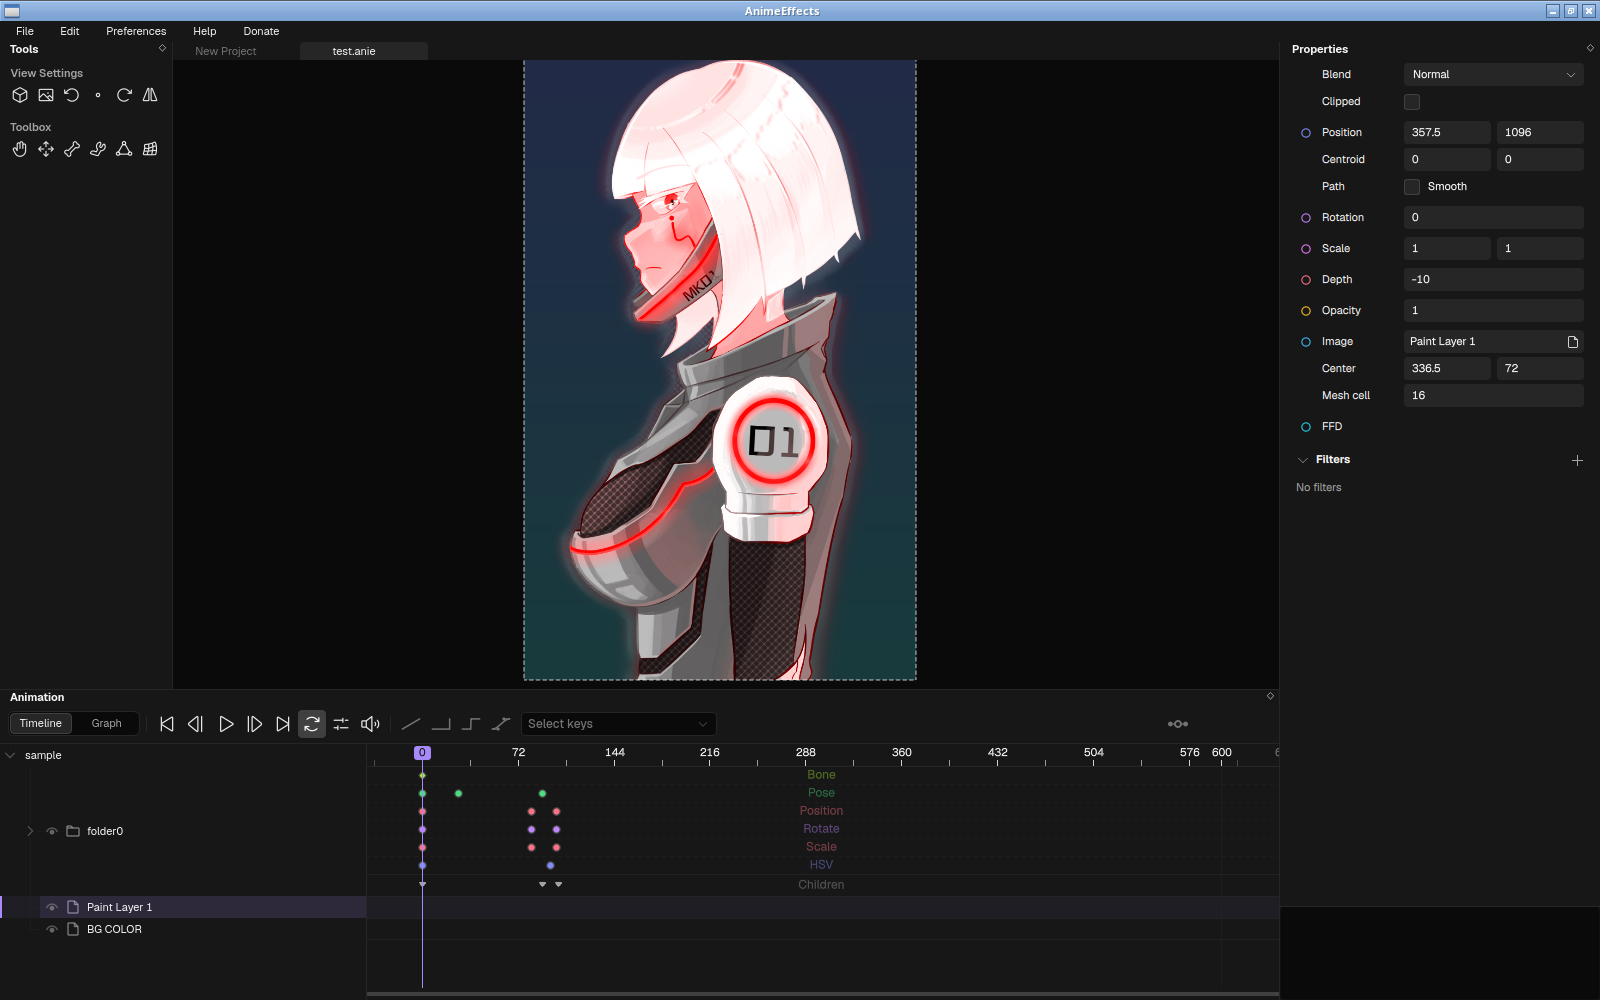 AnimeEffects
File Edit Preferences Help Donate
Tools
New Project test.anie
View Settings
Toolbox
MK01
01
Properties
Blend Normal
Clipped
Position 357.5 1096
Centroid 0 0
Path Smooth
Rotation 0
Scale 1 1
Depth -10
Opacity 1
Image Paint Layer 1
Center 336.5 72
Mesh cell 16
FFD
Filters
No filters
Animation
Timeline Graph Select keys
sample
0 72 144 216 288 360 432 504 576 600
Bone
Pose
Position
Rotate
Scale
HSV
Children
folder0
Paint Layer 1
BG COLOR